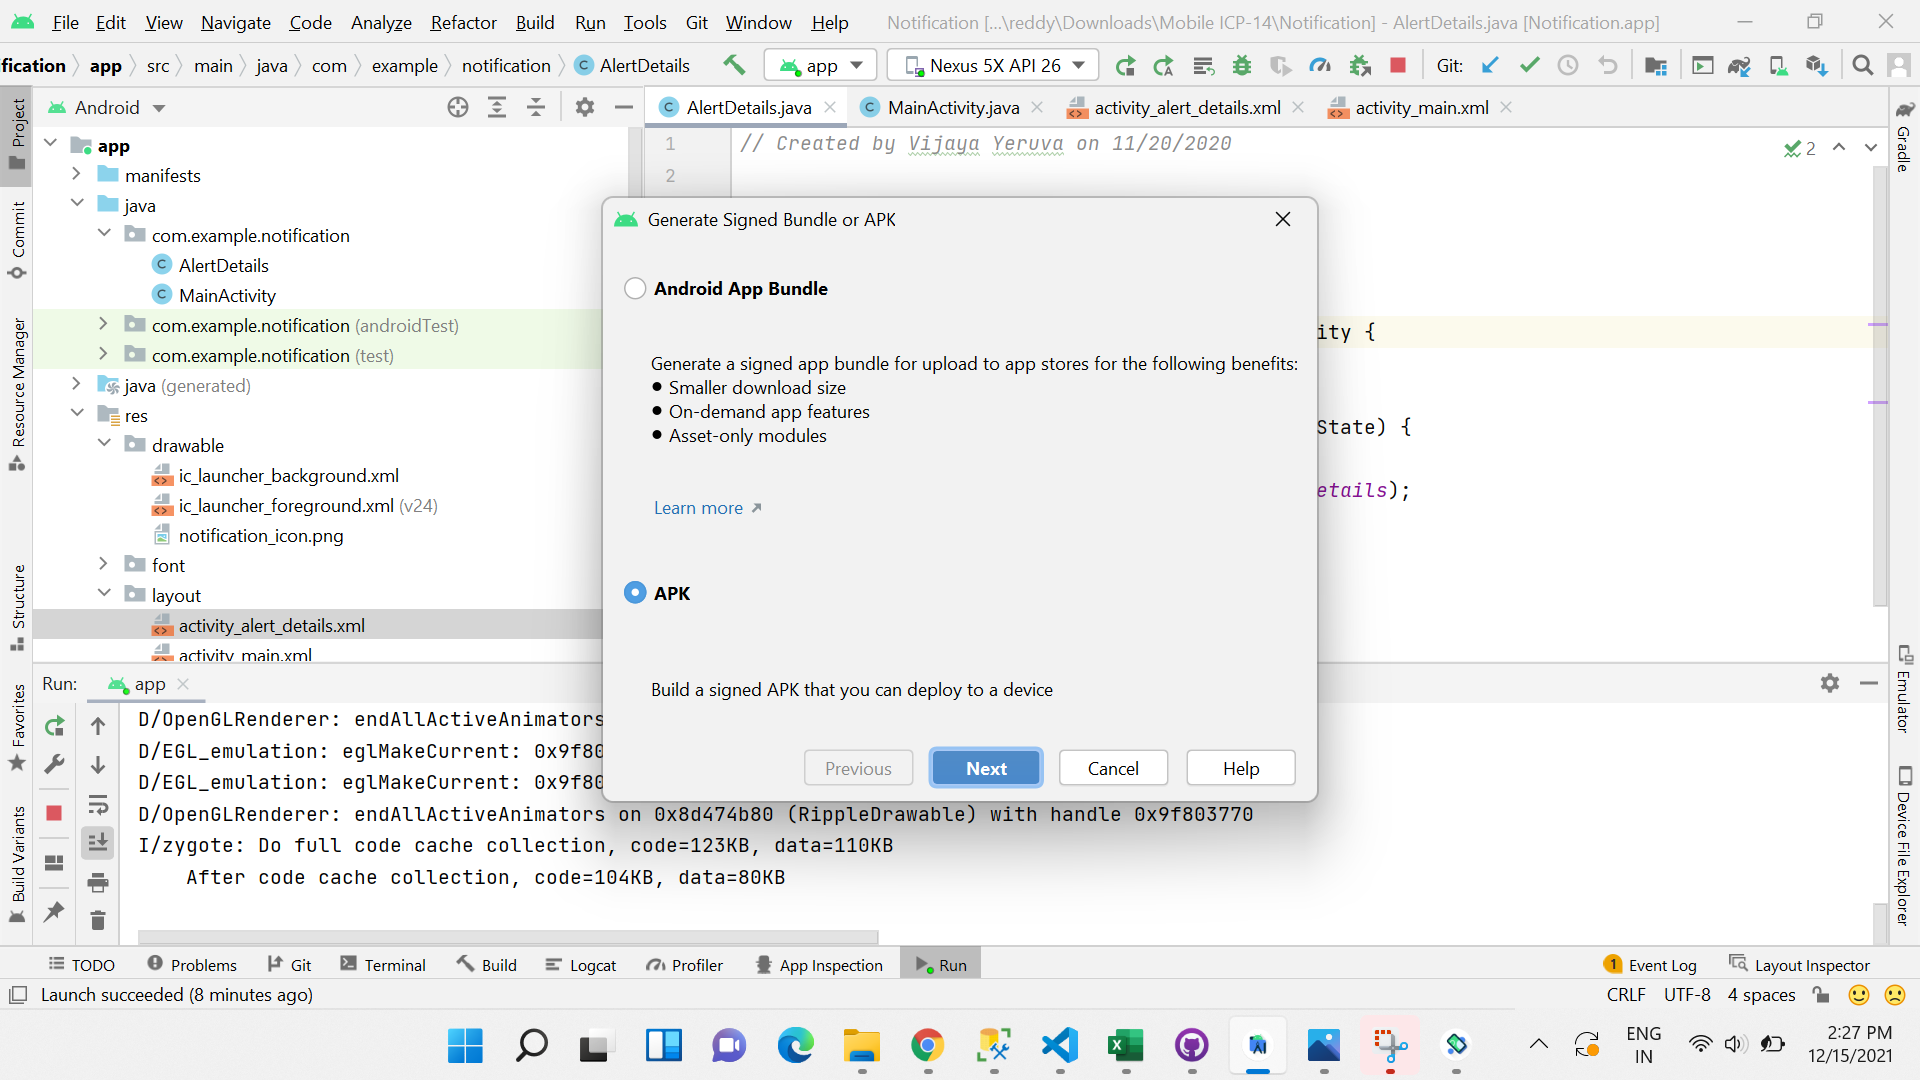 File Edit View Navigate Code Analyze Refactor Build Run Tools Git Window Help Notification [...\reddy\Downloads\Mobile ICP-14\Notification] - AlertDetails.java [Notification.app]
fication app src main java com example notification AlertDetails app Nexus 5X API 26 Git:
Android AlertDetails.java MainActivity.java activity_alert_details.xml activity_main.xml
Project
Commit
Resource Manager
Structure
Favorites
Build Variants
app
manifests
java
com.example.notification
AlertDetails
MainActivity
com.example.notification (androidTest)
com.example.notification (test)
java (generated)
res
drawable
ic_launcher_background.xml
ic_launcher_foreground.xml (v24)
notification_icon.png
font
layout
activity_alert_details.xml
activity_main.xml
1 // Created by Vijaya Yeruva on 11/20/2020
2
2
ity {
State) {
etails);
Generate Signed Bundle or APK
Android App Bundle
Generate a signed app bundle for upload to app stores for the following benefits:
• Smaller download size
• On-demand app features
• Asset-only modules
Learn more
APK
Build a signed APK that you can deploy to a device
Previous Next Cancel Help
Gradle
Emulator
Device File Explorer
Run: app
D/OpenGLRenderer: endAllActiveAnimators
D/EGL_emulation: eglMakeCurrent: 0x9f80
D/EGL_emulation: eglMakeCurrent: 0x9f80
D/OpenGLRenderer: endAllActiveAnimators on 0x8d474b80 (RippleDrawable) with handle 0x9f803770
I/zygote: Do full code cache collection, code=123KB, data=110KB
After code cache collection, code=104KB, data=80KB
TODO Problems Git Terminal Build Logcat Profiler App Inspection Run 1 Event Log Layout Inspector
Launch succeeded (8 minutes ago) CRLF UTF-8 4 spaces
ENG 2:27 PM
IN 12/15/2021